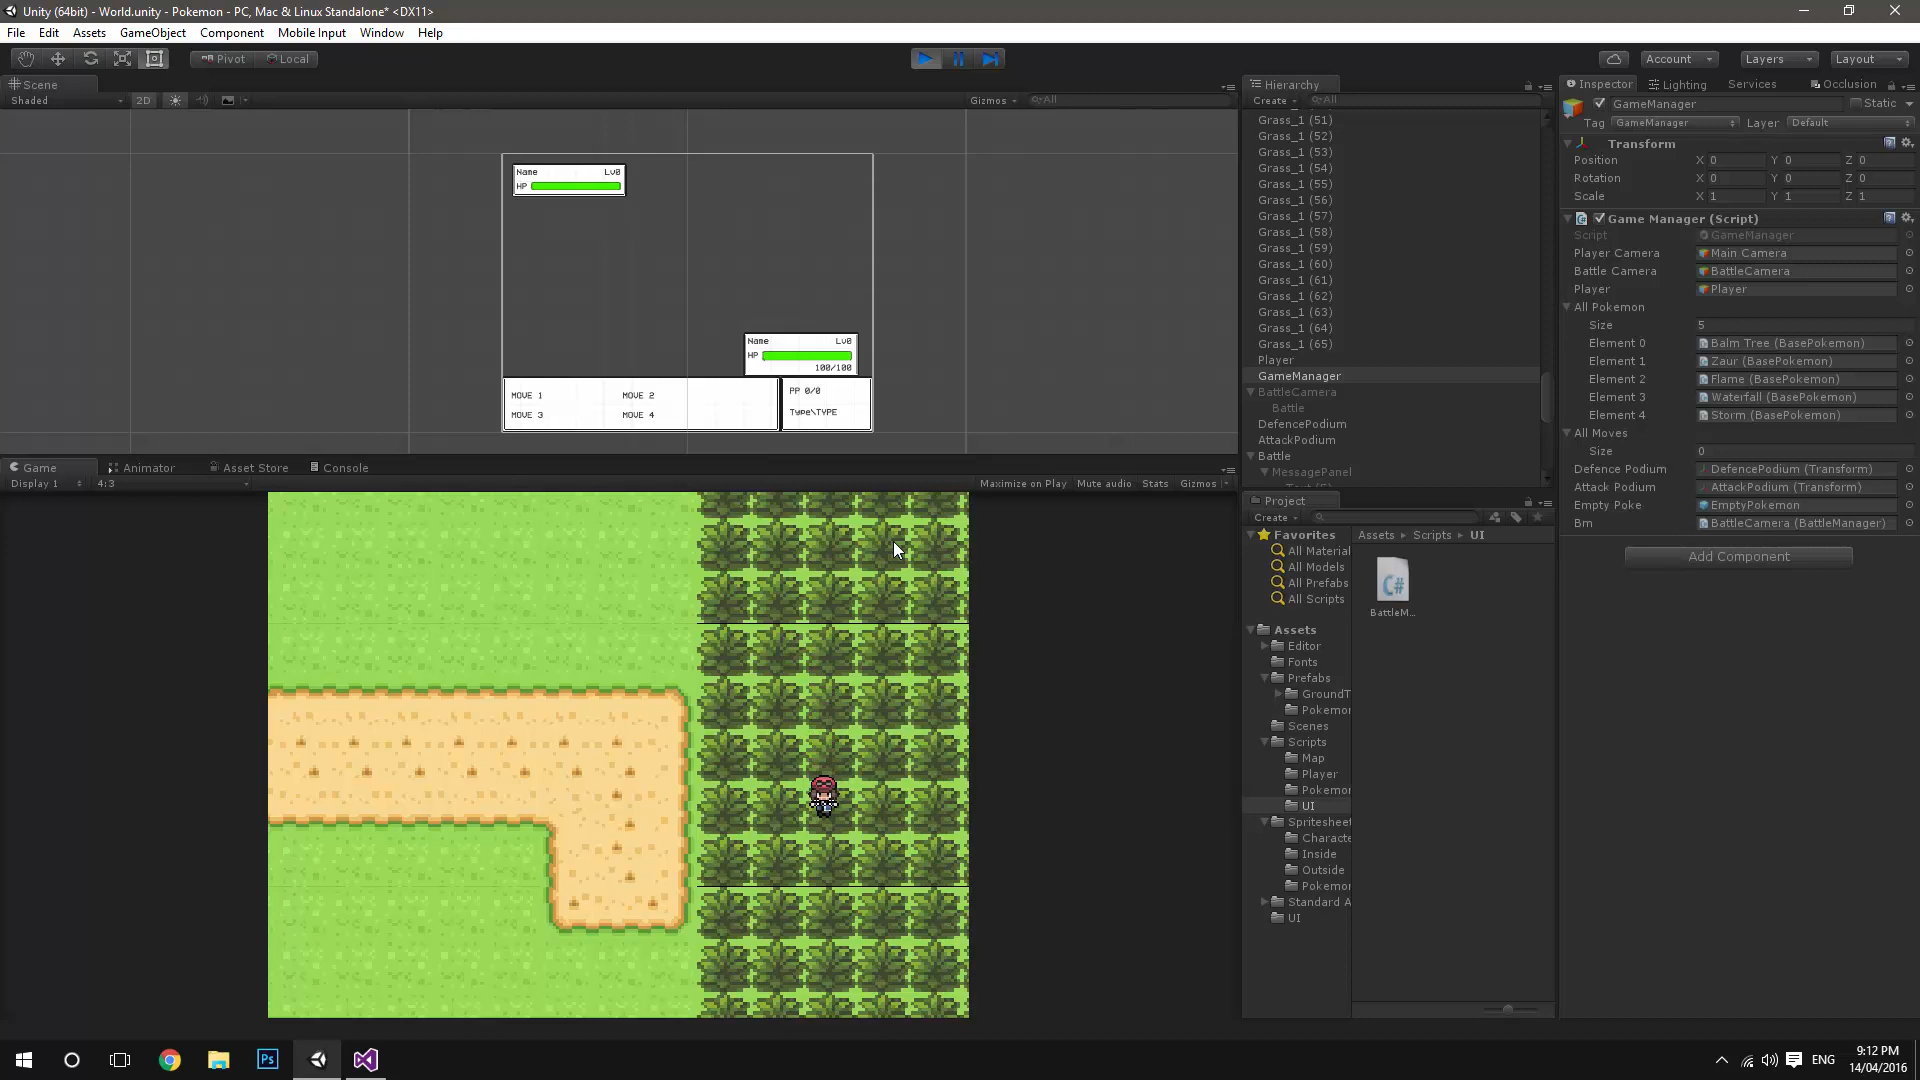 Unity (64bit) - World.unity - Pokemon - PC, Mac & Linux Standalone* <DX11>
File Edit Assets GameObject Component Mobile Input Window Help
Pivot Local Account Layers Layout
Scene
Shaded 2D Gizmos All
Name Lv0
HP
Name Lv0
HP
100/100
MOVE 1 MOVE 2 PP 0/0
MOVE 3 MOVE 4 Type\TYPE
Game Animator Asset Store Console
Display 1 4:3 Maximize on Play Mute audio Stats Gizmos
Hierarchy
Create All
Grass_1 (51)
Grass_1 (52)
Grass_1 (53)
Grass_1 (54)
Grass_1 (55)
Grass_1 (56)
Grass_1 (57)
Grass_1 (58)
Grass_1 (59)
Grass_1 (60)
Grass_1 (61)
Grass_1 (62)
Grass_1 (63)
Grass_1 (64)
Grass_1 (65)
Player
GameManager
BattleCamera
Battle
DefencePodium
AttackPodium
Battle
MessagePanel
Project
Create
Favorites
All Material
All Models
All Prefabs
All Scripts
Assets
Editor
Fonts
Prefabs
GroundT
Pokemon
Scenes
Scripts
Map
Player
Pokemon
UI
Spritesheet
Characte
Inside
Outside
Pokemon
Standard A
UI
Assets Scripts UI
C#
BattleM...
Inspector Lighting Services Occlusion
GameManager Static
Tag GameManager Layer Default
Transform
Position X 0 Y 0 Z 0
Rotation X 0 Y 0 Z 0
Scale X 1 Y 1 Z 1
Game Manager (Script)
Script GameManager
Player Camera Main Camera
Battle Camera BattleCamera
Player Player
All Pokemon
Size 5
Element 0 Balm Tree (BasePokemon)
Element 1 Zaur (BasePokemon)
Element 2 Flame (BasePokemon)
Element 3 Waterfall (BasePokemon)
Element 4 Storm (BasePokemon)
All Moves
Size 0
Defence Podium DefencePodium (Transform)
Attack Podium AttackPodium (Transform)
Empty Poke EmptyPokemon
Bm BattleCamera (BattleManager)
Add Component
Ps
ENG
9:12 PM
14/04/2016